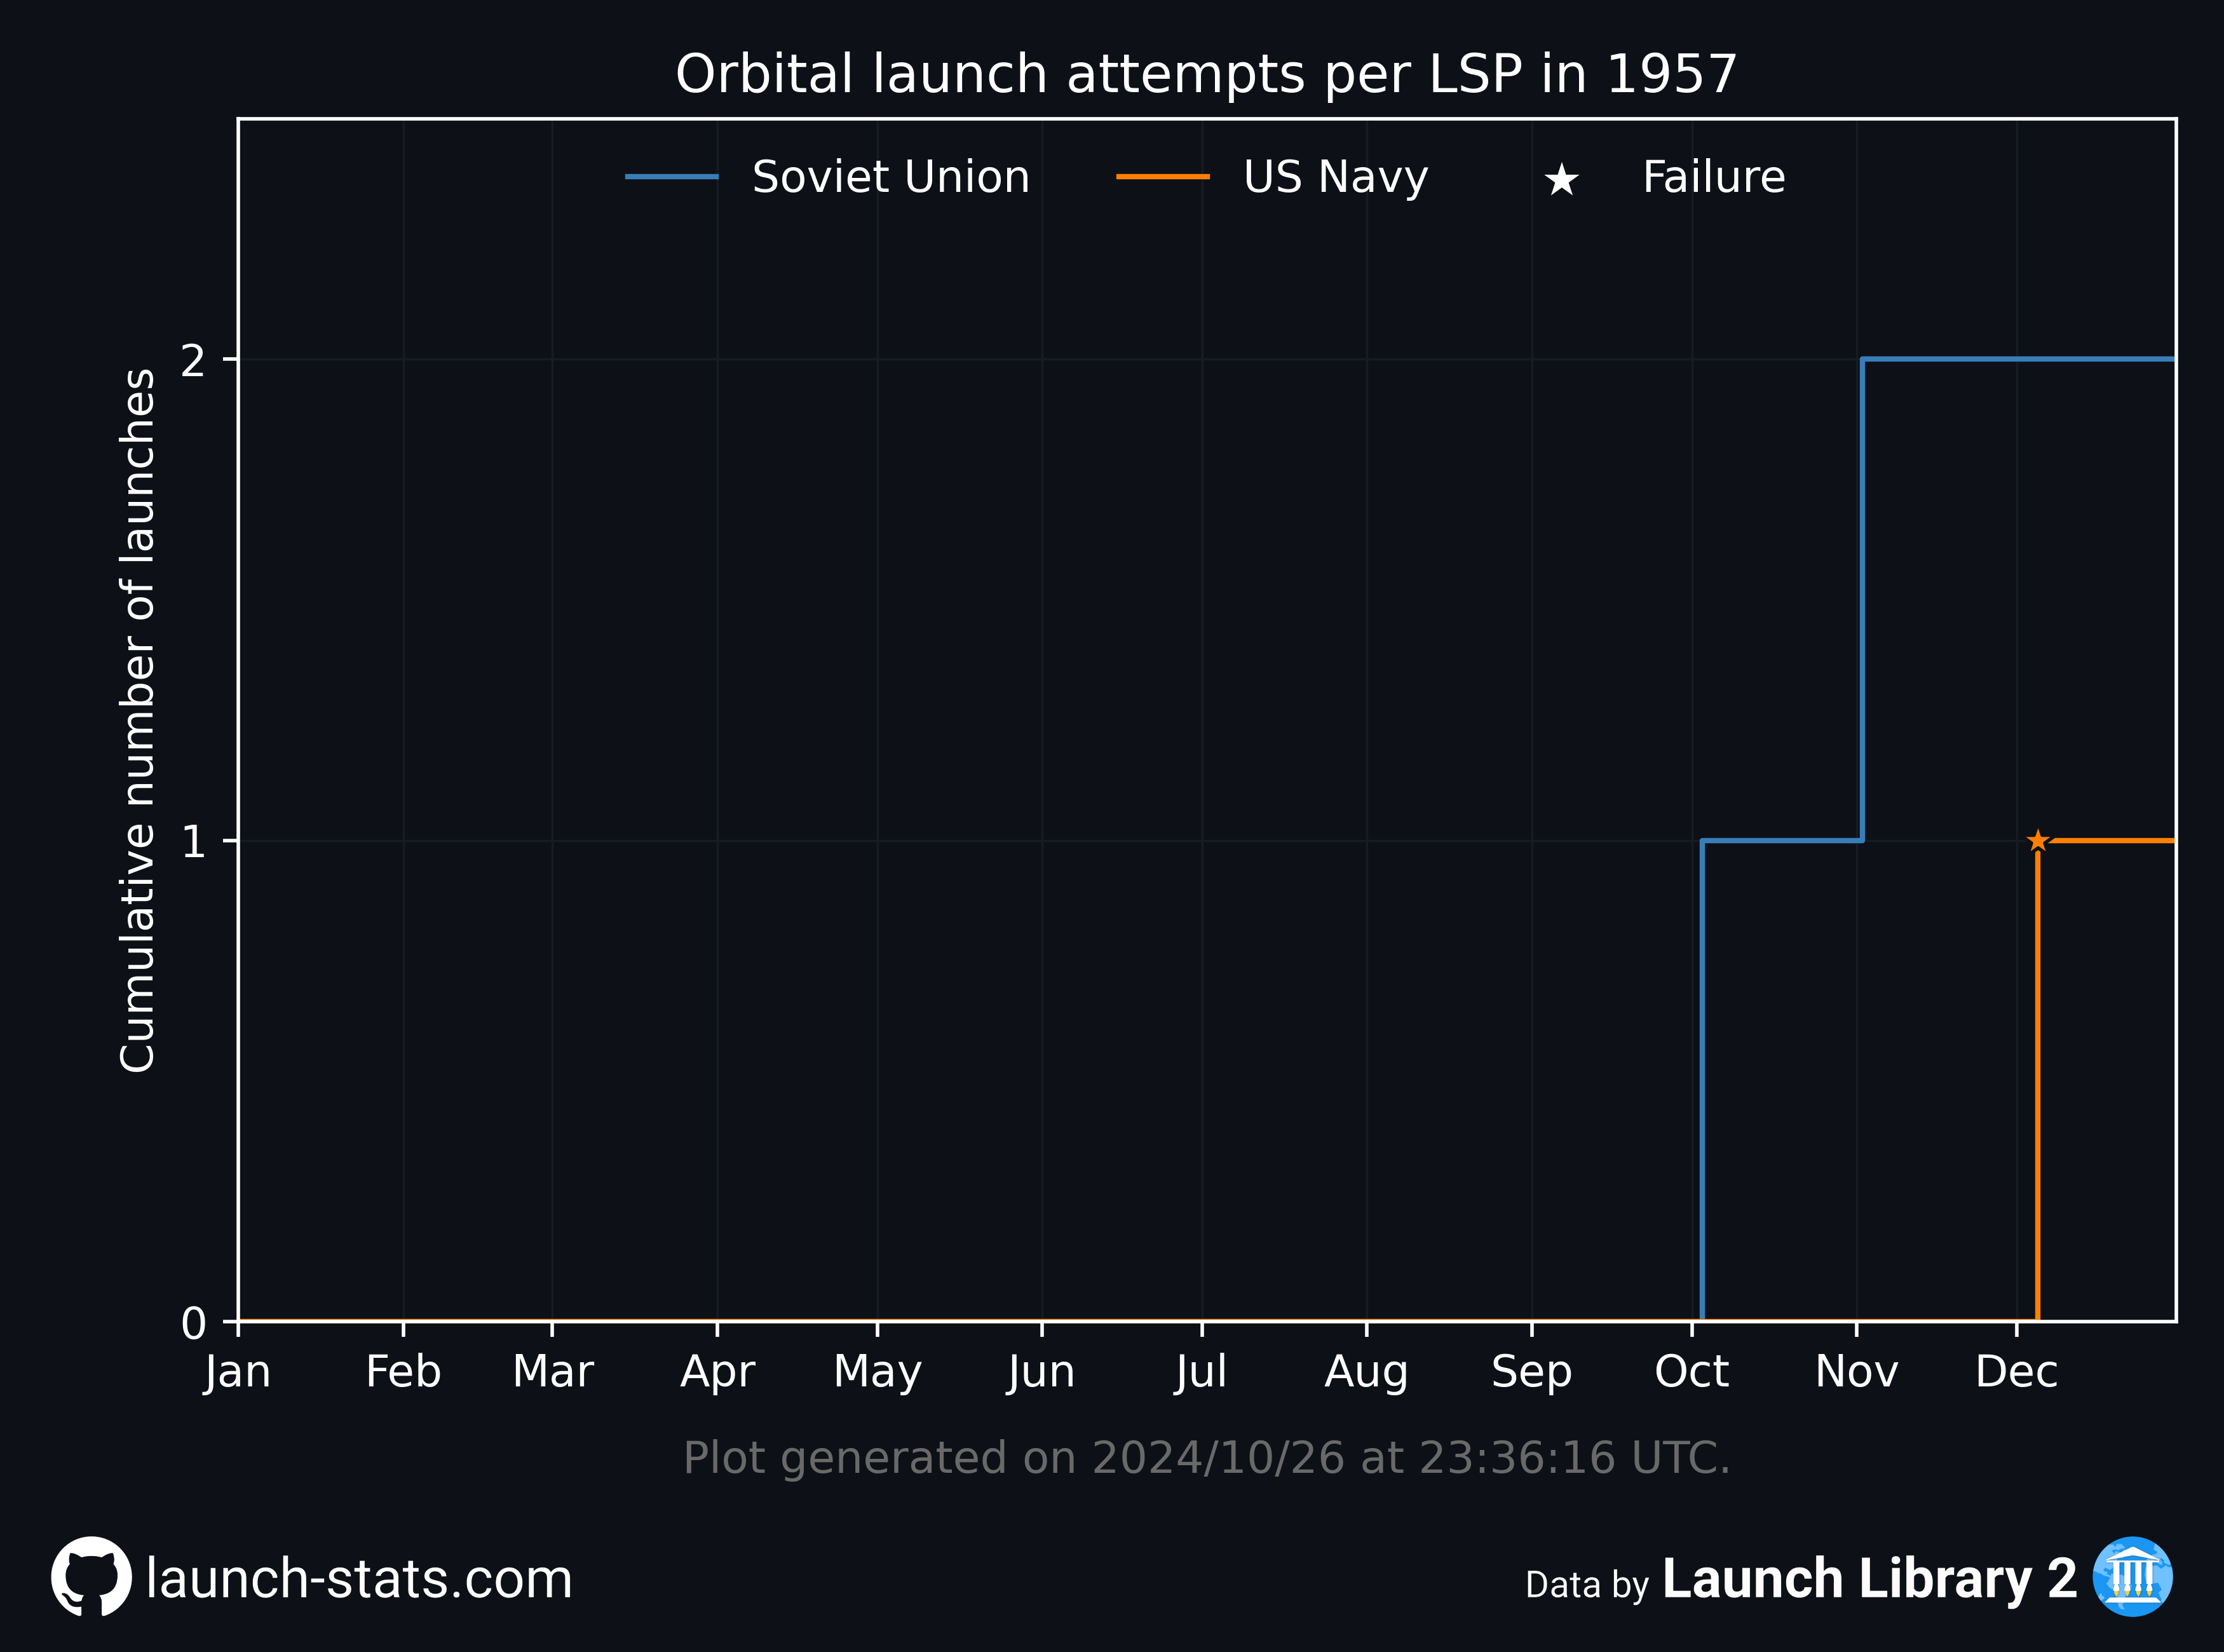 Orbital launch attempts per LSP in 1957
Soviet Union
US Navy
Failure
Cumulative number of launches
2
1
0
Jan Feb Mar Apr May Jun Jul Aug Sep Oct Nov Dec
Plot generated on 2024/10/26 at 23:36:16 UTC.
launch-stats.com
Data by Launch Library 2